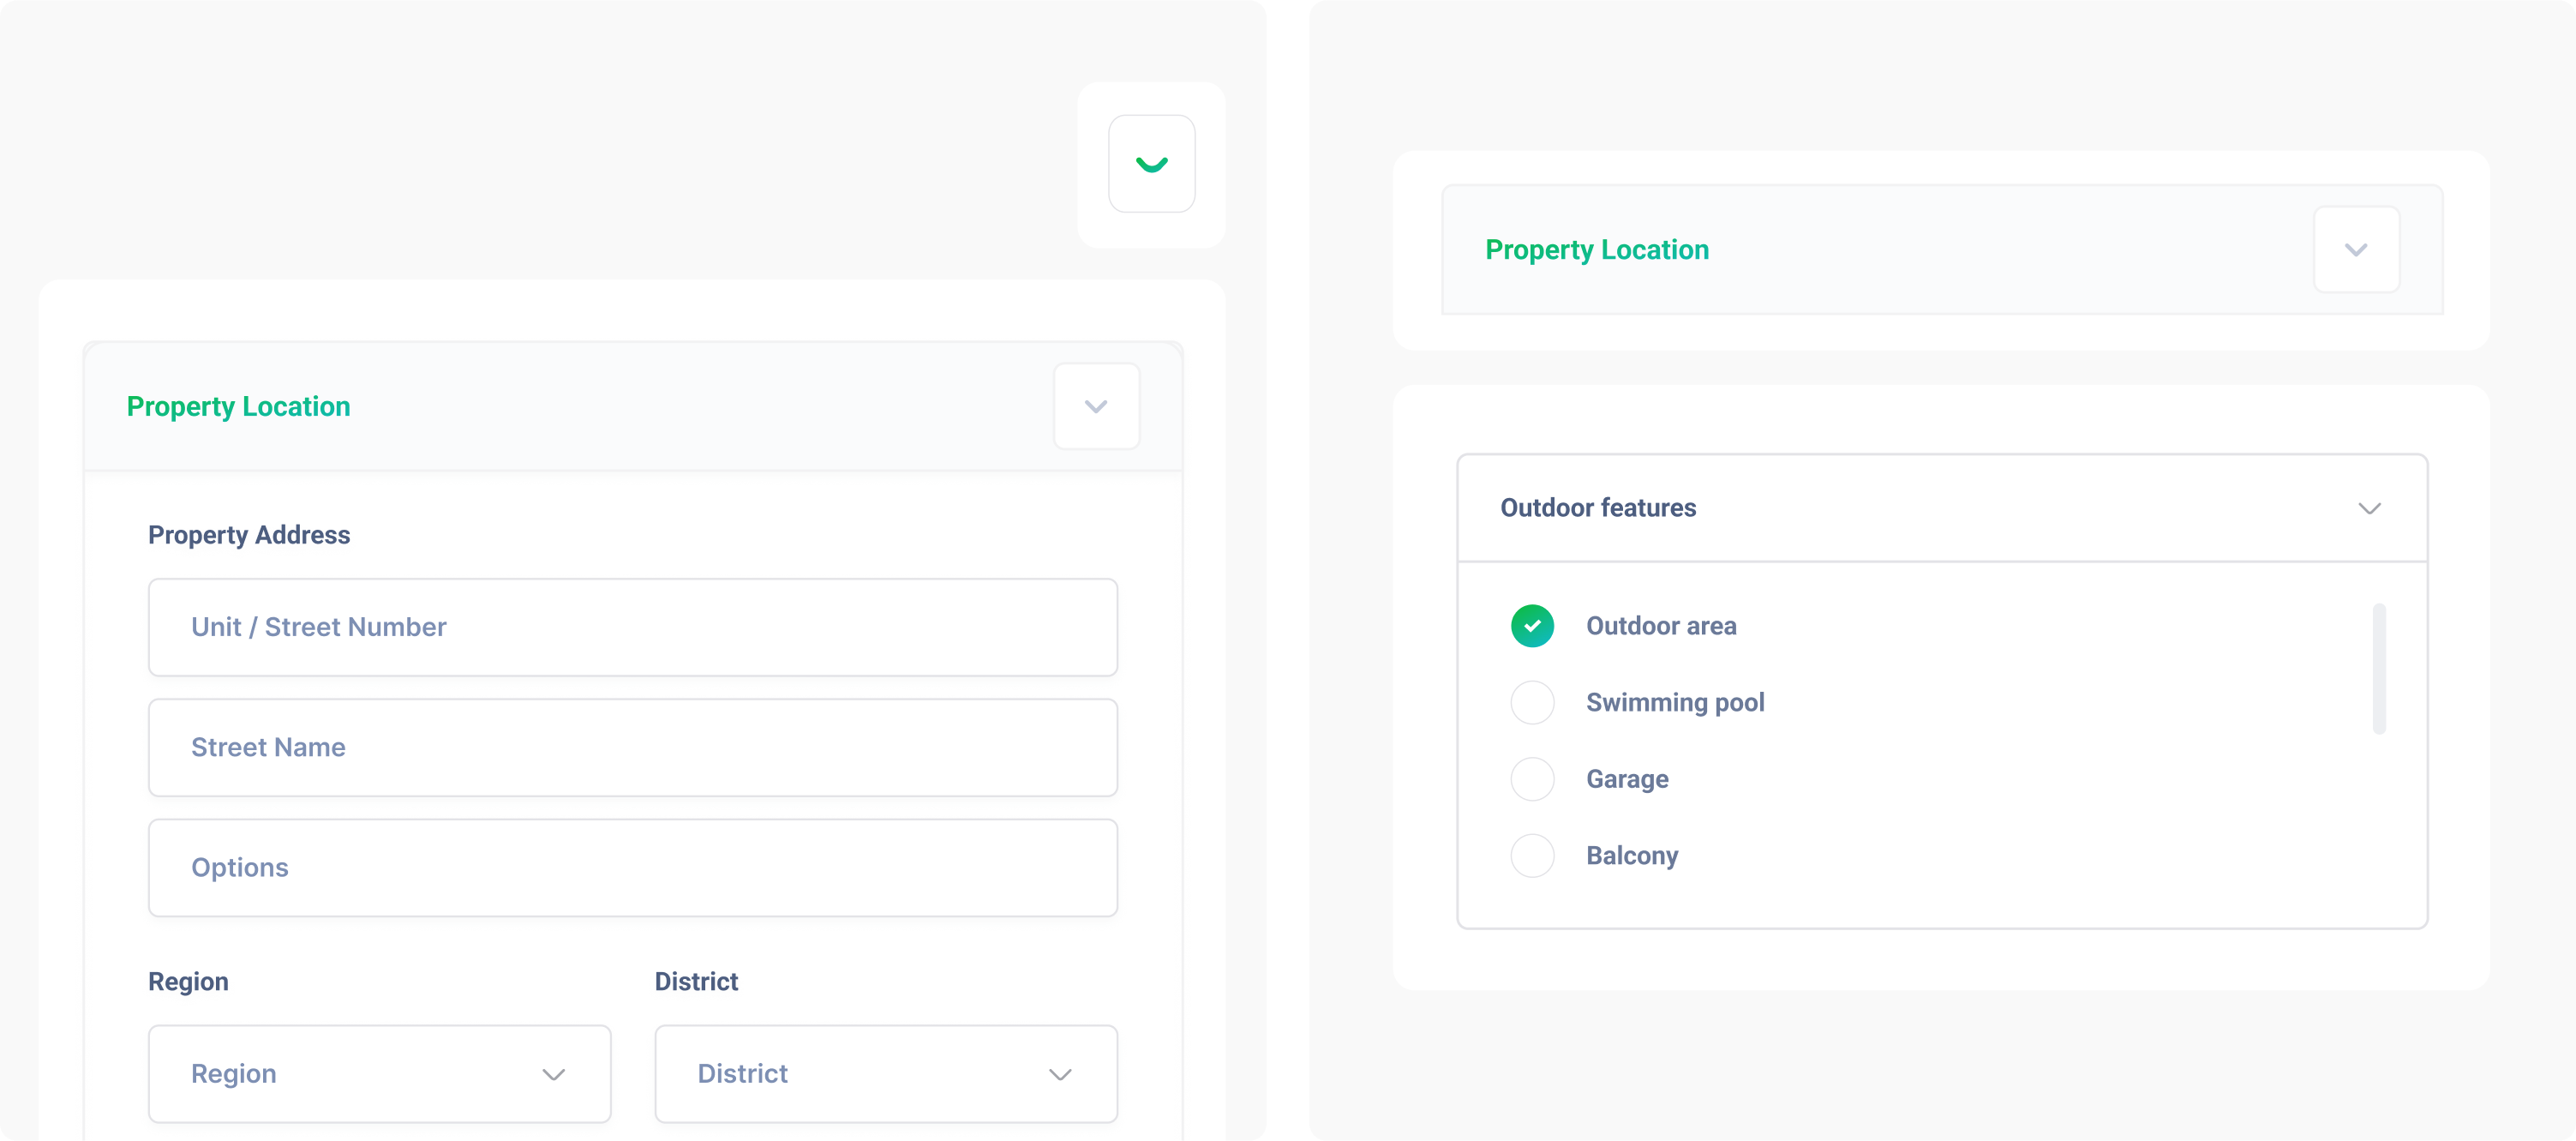 Property Location
Property Address
Unit / Street Number
Street Name
Options
Region
District
Region
District
Property Location
Outdoor features
Outdoor area
Swimming pool
Garage
Balcony